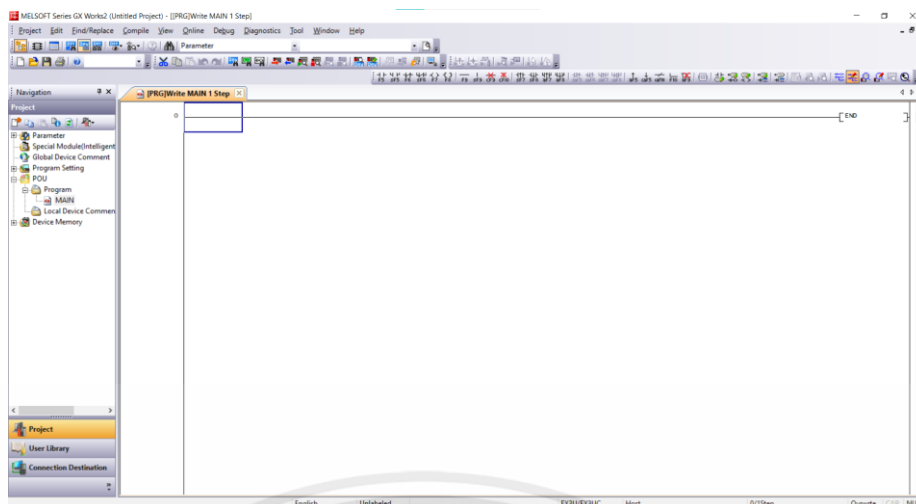 MELSOFT Series GX Works2 (Untitled Project) - [[PRG]Write MAIN 1 Step]
Project Edit Find/Replace Compile View Online Debug Diagnostics Tool Window Help
Parameter
Navigation
[PRG]Write MAIN 1 Step
Project
0
END
Parameter
Special Module(Intelligent
Global Device Comment
Program Setting
POU
Program
MAIN
Local Device Commen
Device Memory
Project
User Library
Connection Destination
English Unlabeled FX3U/FX3UC Host 0/1Step Ovrwrte CAP NU